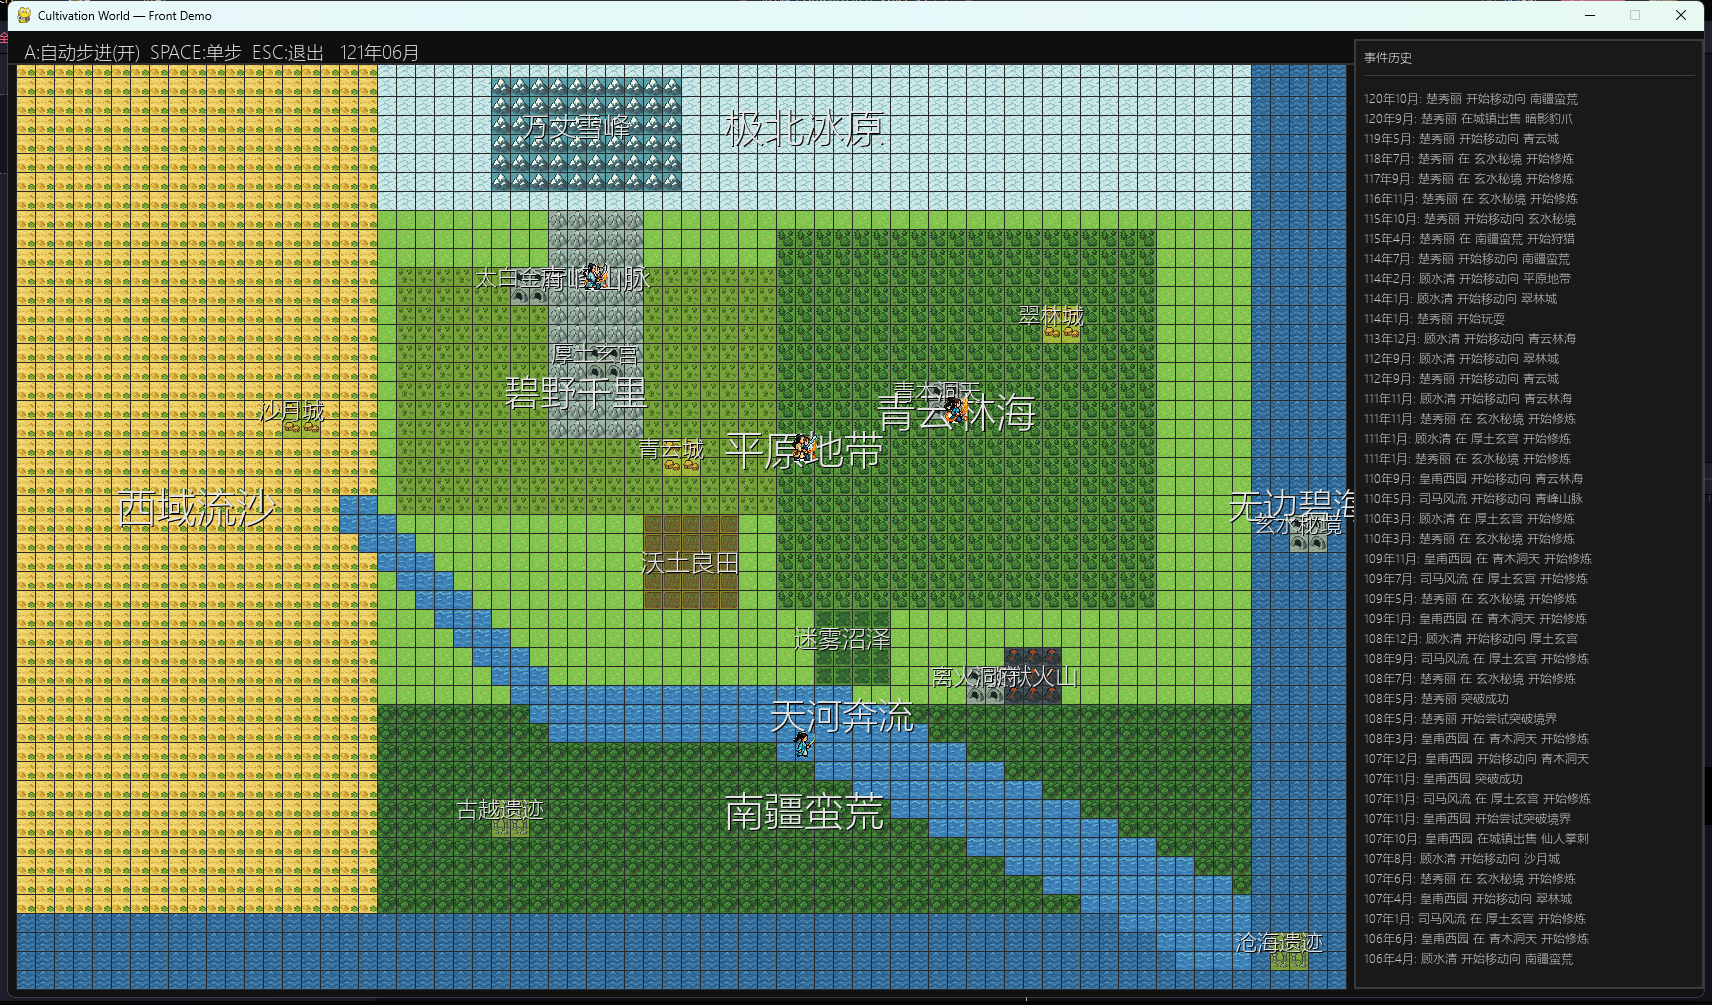 Cultivation World — Front Demo
A:自动步进(开) SPACE:单步 ESC:退出 121年06月
万丈雪峰
极北冰原
太白金府
山脉
翠林城
厚土玄宫
碧野千里
青木洞天
青云林海
沙月城
青云城
平原地带
西域流沙
无边碧海
玄水秘境
沃土良田
迷雾沼泽
离火洞府
火山
天河奔流
南疆蛮荒
古越遗迹
沧海遗迹
事件历史
120年10月: 楚秀丽 开始移动向 南疆蛮荒
120年9月: 楚秀丽 在城镇出售 暗影豹爪
119年5月: 楚秀丽 开始移动向 青云城
118年7月: 楚秀丽 在 玄水秘境 开始修炼
117年9月: 楚秀丽 在 玄水秘境 开始修炼
116年11月: 楚秀丽 在 玄水秘境 开始修炼
115年10月: 楚秀丽 开始移动向 玄水秘境
115年4月: 楚秀丽 在 南疆蛮荒 开始狩猎
114年7月: 楚秀丽 开始移动向 南疆蛮荒
114年2月: 顾水清 开始移动向 平原地带
114年1月: 顾水清 开始移动向 翠林城
114年1月: 楚秀丽 开始玩耍
113年12月: 顾水清 开始移动向 青云林海
112年9月: 顾水清 开始移动向 翠林城
112年9月: 楚秀丽 开始移动向 青云城
111年11月: 顾水清 开始移动向 青云林海
111年11月: 楚秀丽 在 玄水秘境 开始修炼
111年1月: 顾水清 在 厚土玄宫 开始修炼
111年1月: 楚秀丽 在 玄水秘境 开始修炼
110年9月: 皇甫西园 开始移动向 青云林海
110年5月: 司马风流 开始移动向 青峰山脉
110年3月: 顾水清 在 厚土玄宫 开始修炼
110年3月: 楚秀丽 在 玄水秘境 开始修炼
109年11月: 皇甫西园 在 青木洞天 开始修炼
109年7月: 司马风流 在 厚土玄宫 开始修炼
109年5月: 楚秀丽 在 玄水秘境 开始修炼
109年1月: 皇甫西园 在 青木洞天 开始修炼
108年12月: 顾水清 开始移动向 厚土玄宫
108年9月: 司马风流 在 厚土玄宫 开始修炼
108年7月: 楚秀丽 在 玄水秘境 开始修炼
108年5月: 楚秀丽 突破成功
108年5月: 楚秀丽 开始尝试突破境界
108年3月: 皇甫西园 在 青木洞天 开始修炼
107年12月: 皇甫西园 开始移动向 青木洞天
107年11月: 皇甫西园 突破成功
107年11月: 司马风流 在 厚土玄宫 开始修炼
107年11月: 皇甫西园 开始尝试突破境界
107年10月: 皇甫西园 在城镇出售 仙人掌刺
107年8月: 顾水清 开始移动向 沙月城
107年6月: 楚秀丽 在 玄水秘境 开始修炼
107年4月: 皇甫西园 开始移动向 翠林城
107年1月: 司马风流 在 厚土玄宫 开始修炼
106年6月: 皇甫西园 在 青木洞天 开始修炼
106年4月: 顾水清 开始移动向 南疆蛮荒